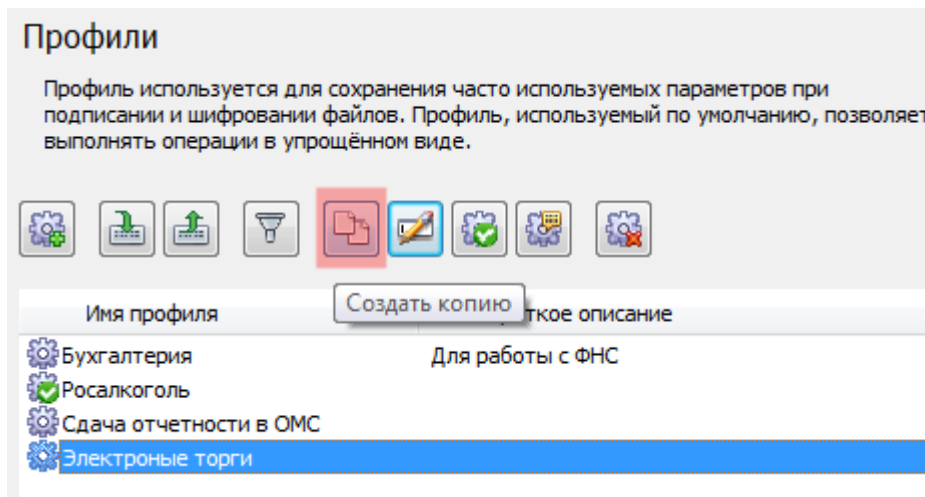 Профили
Профиль используется для сохранения часто используемых параметров при
подписании и шифровании файлов. Профиль, используемый по умолчанию, позволяет
выполнять операции в упрощённом виде.
Создать копию
Имя профиля ткое описание
Бухгалтерия Для работы с ФНС
Росалкоголь
Сдача отчетности в ОМС
Электроные торги